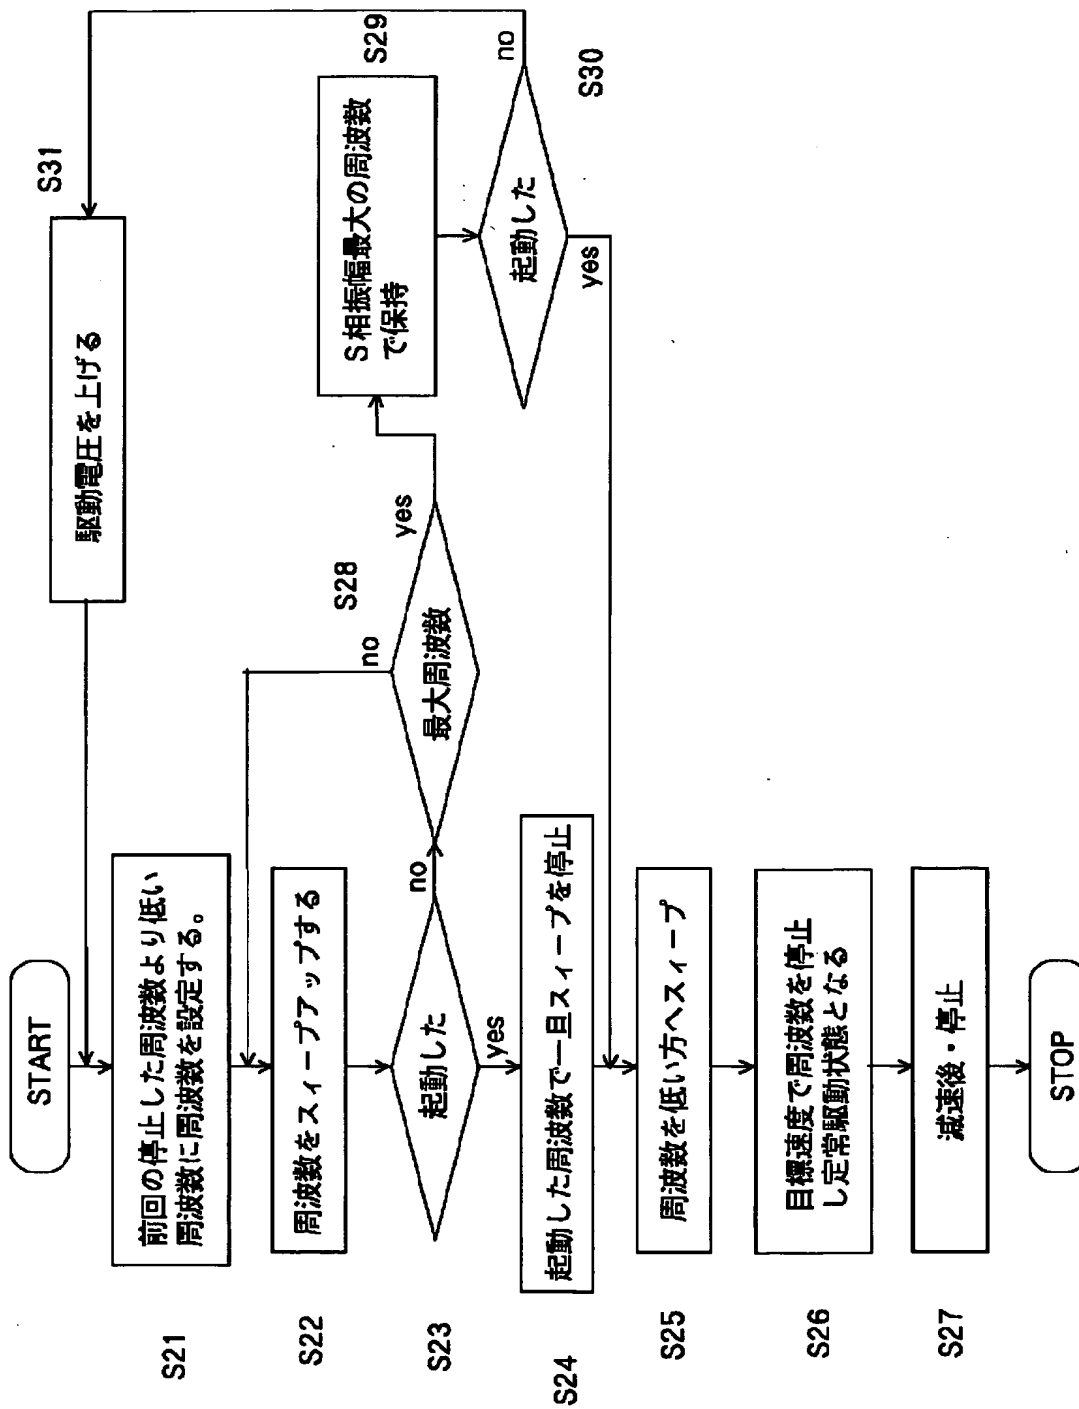 START
S21
前回の停止した周波数より低い
周波数に周波数を設定する。
S22
周波数をスィープアップする
S23
起動した
no
yes
S24
起動した周波数で一旦スィープを停止
S25
周波数を低い方へスィープ
S26
目標速度で周波数を停止
し定常駆動状態となる
S27
減速後・停止
STOP
S28
最大周波数
no
yes
S29
S相振幅最大の周波数
で保持
S30
起動した
no
yes
S31
駆動電圧を上げる